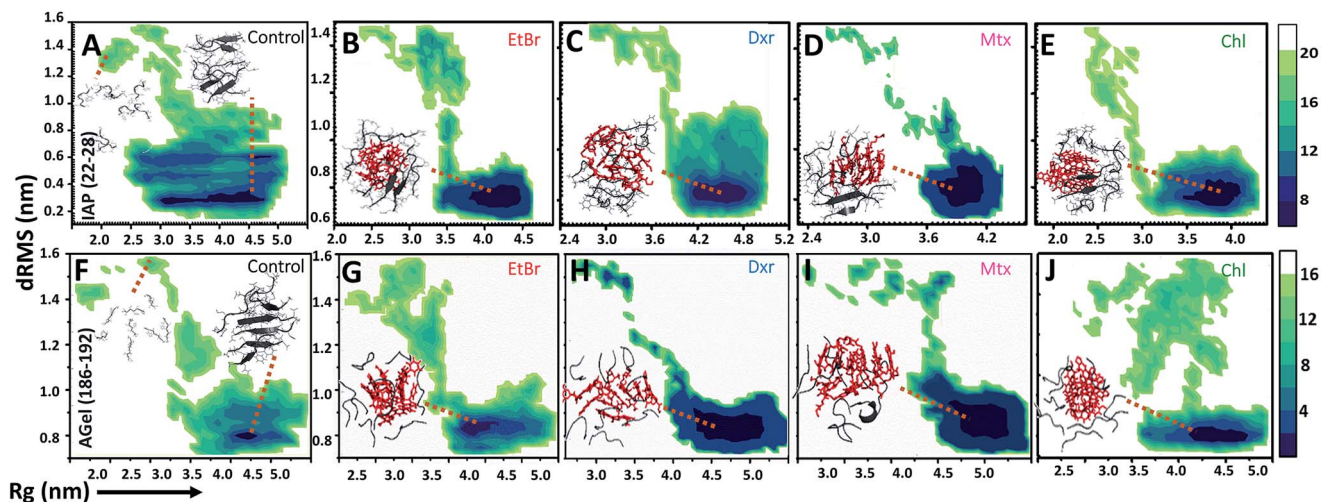 A Control
B EtBr
C Dxr
D Mtx
E Chl
1.6 1.4 1.2 1.0 0.8 0.6 0.4 0.2
1.4 1.2 1.0 0.8 0.6
20 16 12 8
IAP (22-28)
2.0 2.5 3.0 3.5 4.0 4.5 5.0
2.0 2.5 3.0 3.5 4.0 4.5
2.4 3.0 3.6 4.2 4.8 5.2
2.4 3.0 3.6 4.2
2.0 2.5 3.0 3.5 4.0
dRMS (nm)
F Control
G EtBr
H Dxr
I Mtx
J Chl
1.6 1.4 1.2 1.0 0.8
1.6 1.4 1.2 1.0 0.8
16 12 8 4
AGel (186-192)
2.0 2.5 3.0 3.5 4.0 4.5 5.0
2.5 3.0 3.5 4.0 4.5 5.0
2.5 3.0 3.5 4.0 4.5 5.0
3.0 3.5 4.0 4.5 5.0
2.5 3.0 3.5 4.0 4.5 5.0
Rg (nm)